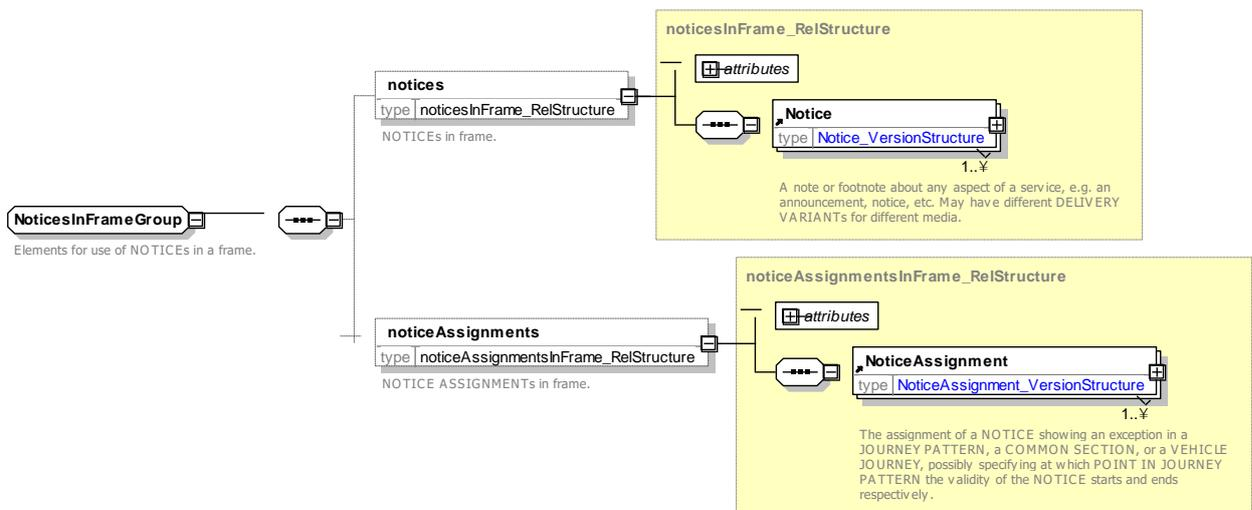 noticesInFrame_RelStructure
attributes
notices
type noticesInFrame_RelStructure
NOTICEs in frame.
Notice
type Notice_VersionStructure
1..¥
A note or footnote about any aspect of a service, e.g. an
announcement, notice, etc. May have different DELIVERY
VARIANTs for different media.
NoticesInFrameGroup
Elements for use of NOTICEs in a frame.
noticeAssignmentsInFrame_RelStructure
attributes
noticeAssignments
type noticeAssignmentsInFrame_RelStructure
NOTICE ASSIGNMENTs in frame.
NoticeAssignment
type NoticeAssignment_VersionStructure
1..¥
The assignment of a NOTICE showing an exception in a
JOURNEY PATTERN, a COMMON SECTION, or a VEHICLE
JOURNEY, possibly specifying at which POINT IN JOURNEY
PATTERN the validity of the NOTICE starts and ends
respectively.